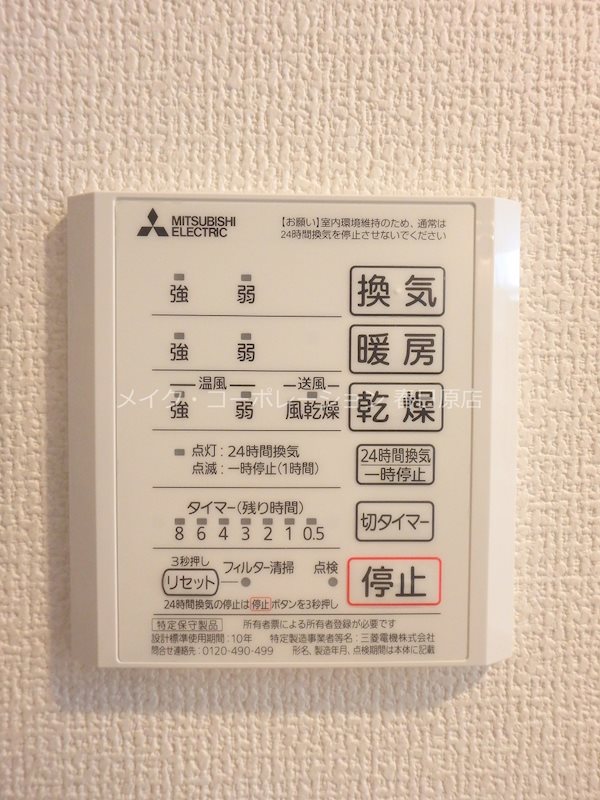 MITSUBISHI
ELECTRIC
【お願い】室内環境維持のため、通常は
24時間換気を停止させないでください
強 弱 換気
強 弱 暖房
温風 送風
強 弱 風乾燥 乾燥
メイク・コーポレーション 春日原店
点灯:24時間換気
点滅:一時停止(1時間)
24時間換気
一時停止
タイマー(残り時間)
8 6 4 3 2 1 0.5
切タイマー
3秒押し
リセット フィルター清掃 点検
停止
24時間換気の停止は停止ボタンを3秒押し
特定保守製品 所有者票による所有者登録が必要です
設計標準使用期間:10年 特定製造事業者等名:三菱電機株式会社
問合せ連絡先:0120-490-499 形名、製造年月、点検期間は本体に記載